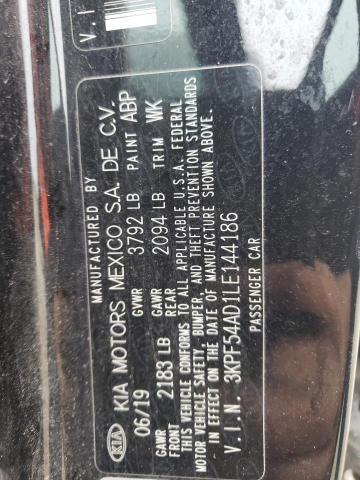 V. I
MANUFACTURED BY
KIA KIA MOTORS MEXICO S.A. DE C.V.
06/19 GVWR 3792 LB PAINT ABP
GAWR FRONT 2183 LB GAWR REAR 2094 LB TRIM WK
THIS VEHICLE CONFORMS TO ALL APPLICABLE U.S.A. FEDERAL
MOTOR VEHICLE SAFETY, BUMPER, AND THEFT PREVENTION STANDARDS
IN EFFECT ON THE DATE OF MANUFACTURE SHOWN ABOVE.
V.I.N. 3KPF54AD1LE144186
PASSENGER CAR